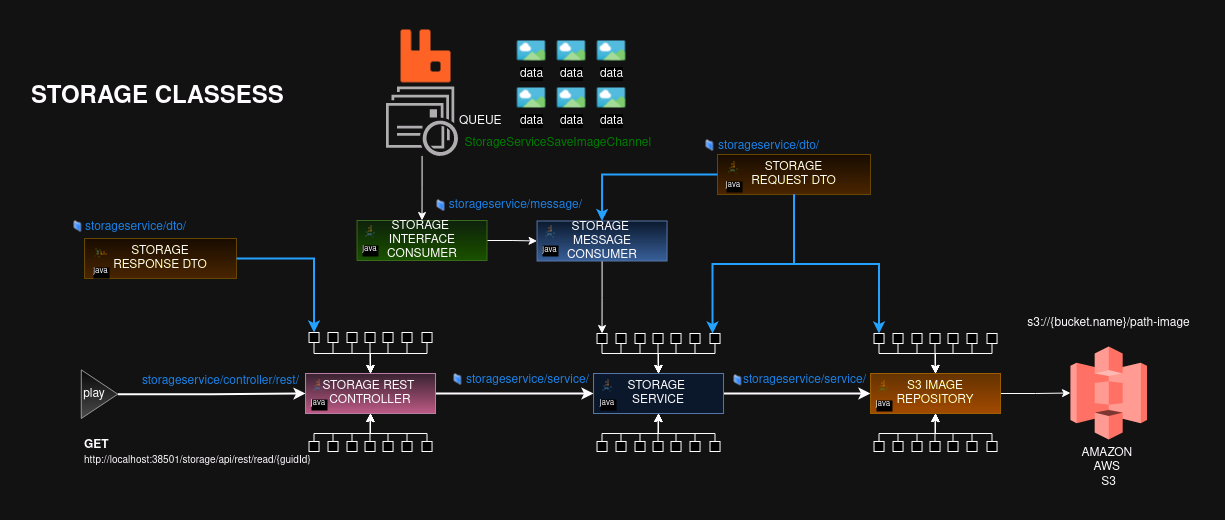 STORAGE CLASSESS
QUEUE
data data data
data data data
StorageServiceSaveImageChannel
storageservice/dto/
STORAGE
REQUEST DTO
java
storageservice/message/
STORAGE
INTERFACE
CONSUMER
java
STORAGE
MESSAGE
CONSUMER
java
storageservice/dto/
STORAGE
RESPONSE DTO
java
s3://{bucket.name}/path-image
play
storageservice/controller/rest/
STORAGE REST
CONTROLLER
java
storageservice/service/
STORAGE
SERVICE
java
storageservice/service/
S3 IMAGE
REPOSITORY
java
GET
http://localhost:38501/storage/api/rest/read/{guidId}
AMAZON
AWS
S3